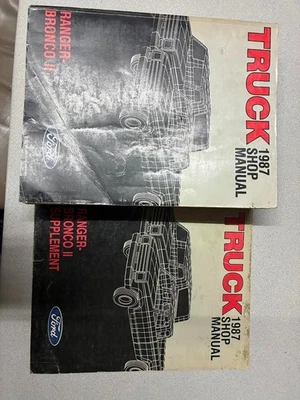 TRUCK
1987
SHOP
MANUAL
RANGER-
BRONCO II
Ford
TRUCK
1987
SHOP
MANUAL
RANGER-
BRONCO II
SUPPLEMENT
Ford